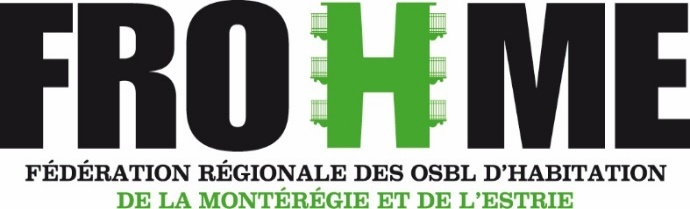 FROHME
FÉDÉRATION RÉGIONALE DES OSBL D'HABITATION
DE LA MONTÉRÉGIE ET DE L'ESTRIE